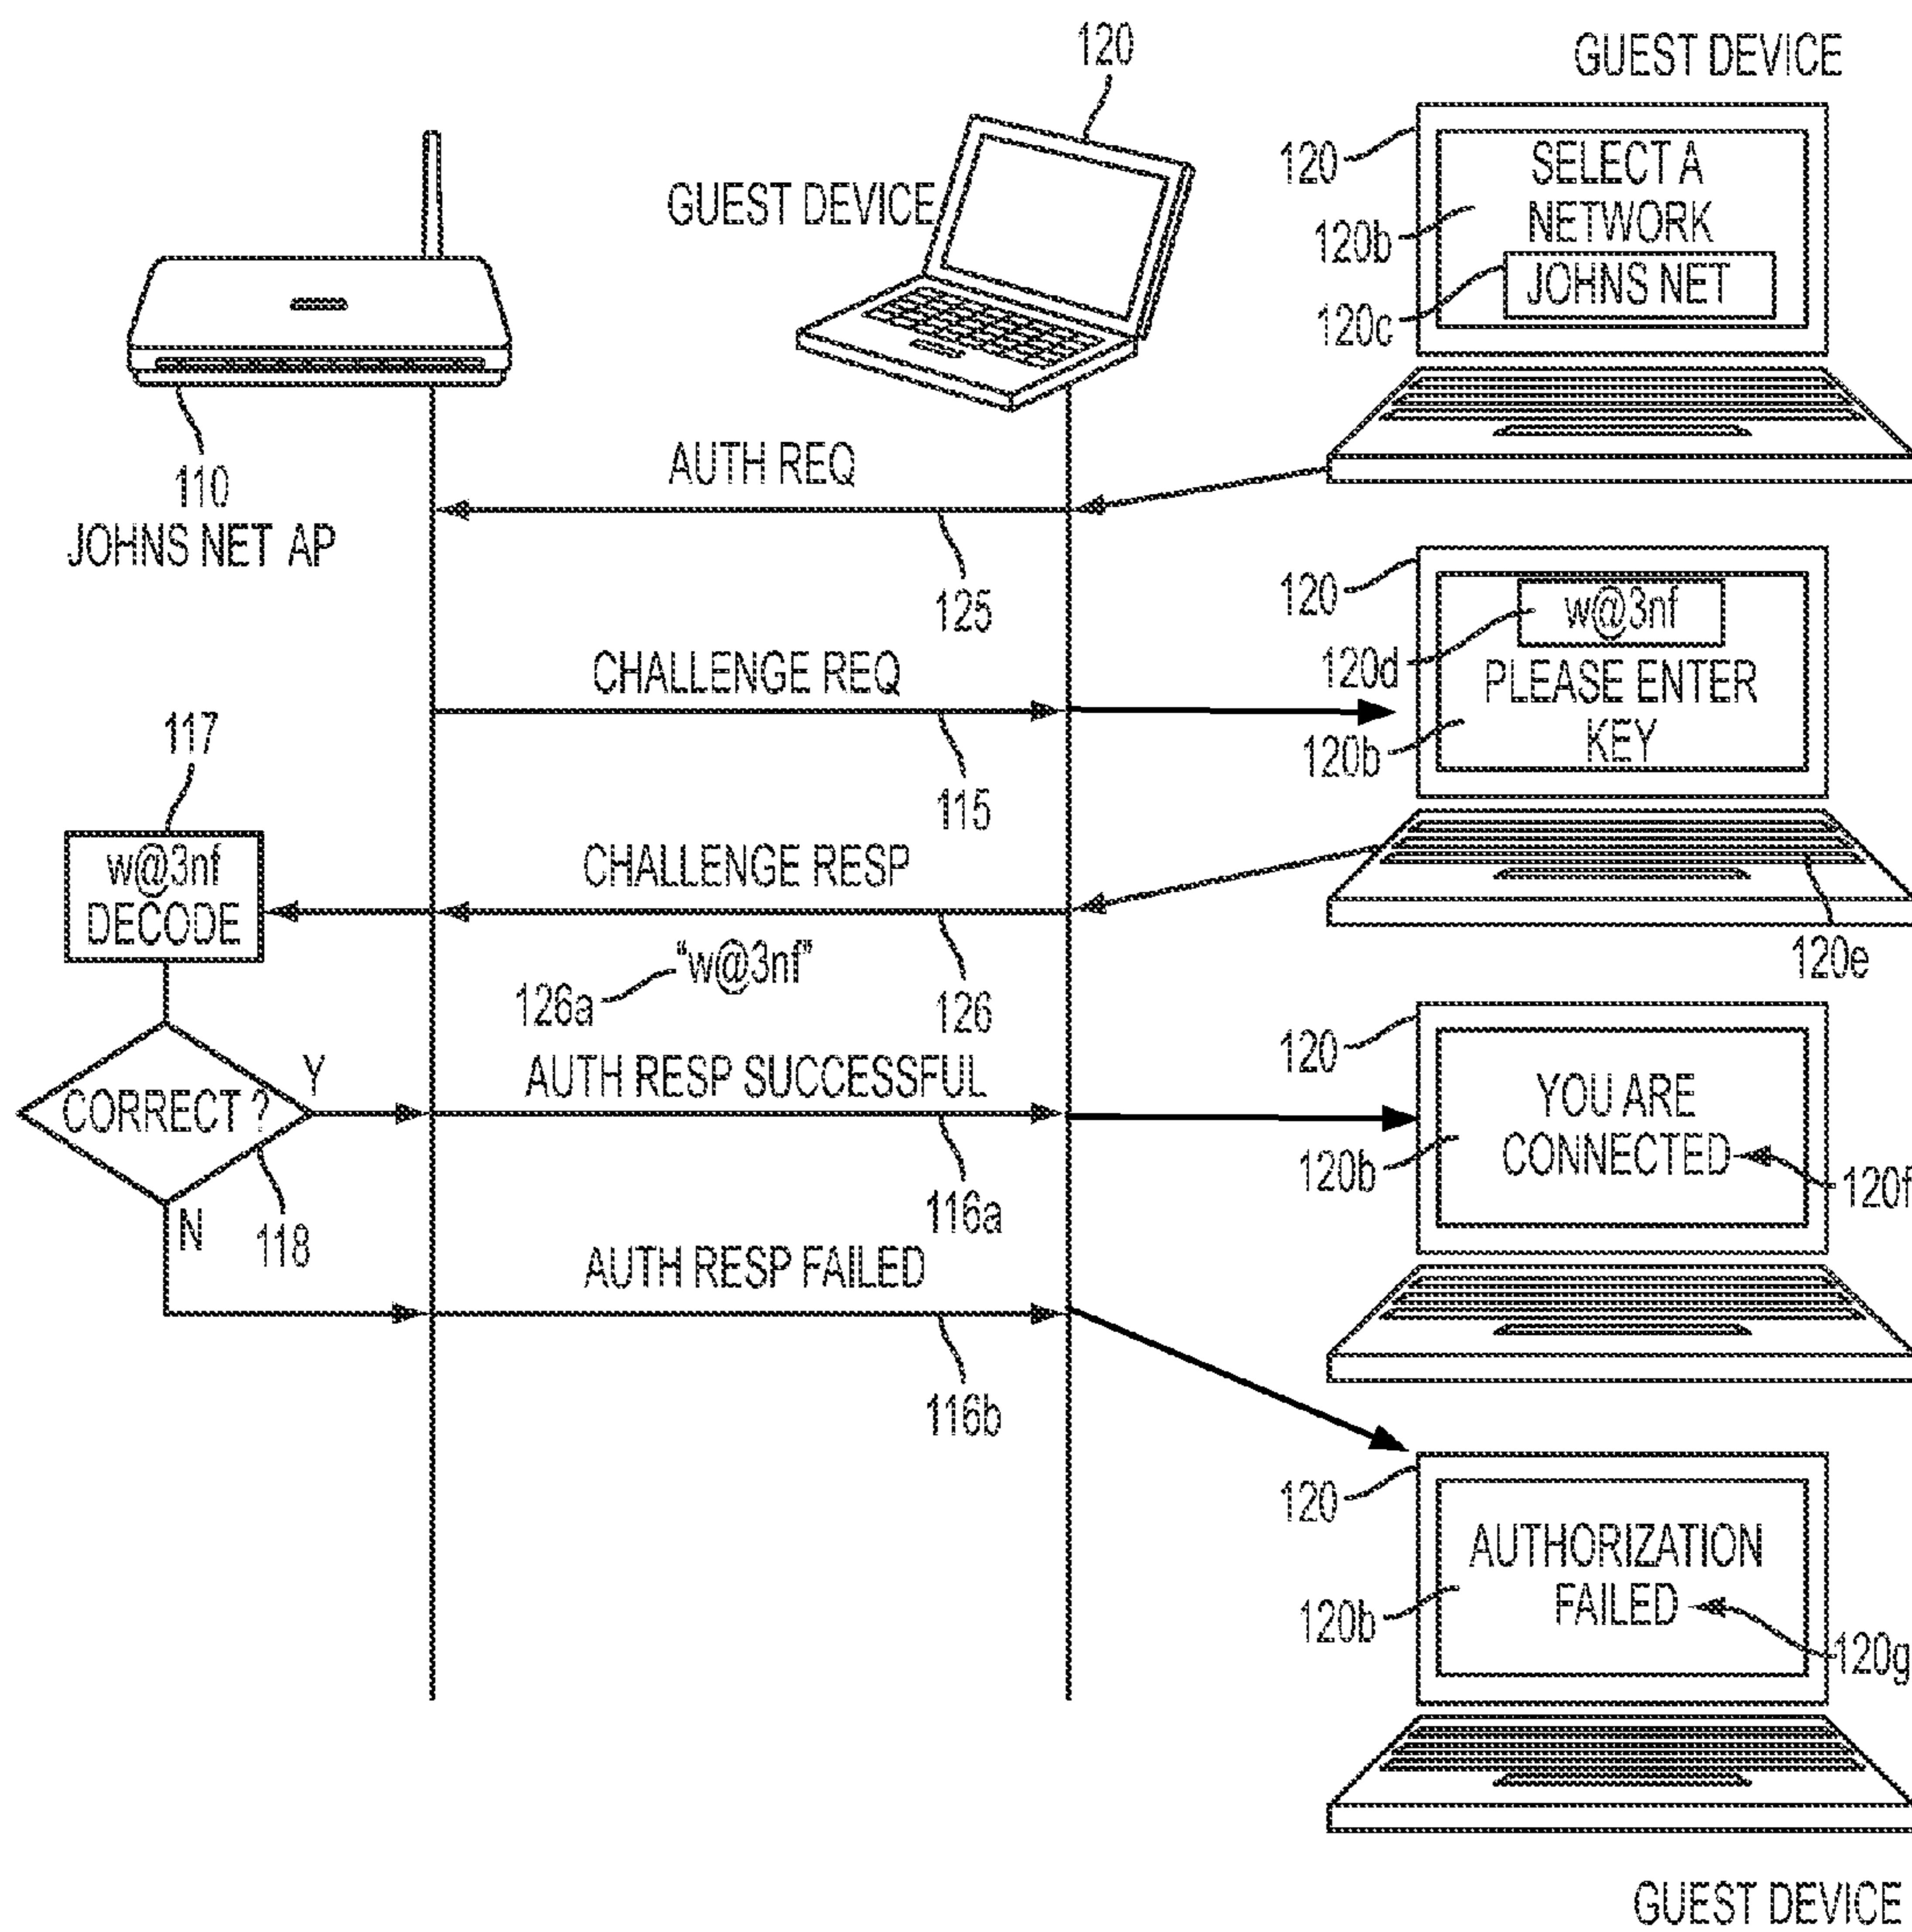 120
GUEST DEVICE
GUEST DEVICE
120
SELECT A
NETWORK
120b
JOHNS NET
120c
110
JOHNS NET AP
AUTH REQ
125
120
w@3nf
120d
PLEASE ENTER
KEY
120b
CHALLENGE REQ
115
117
w@3nf
DECODE
CHALLENGE RESP
126
"w@3nf"
126a
120e
CORRECT ?
Y
N
118
AUTH RESP SUCCESSFUL
116a
120
YOU ARE
CONNECTED
120b
120f
AUTH RESP FAILED
116b
120
AUTHORIZATION
FAILED
120b
120g
GUEST DEVICE